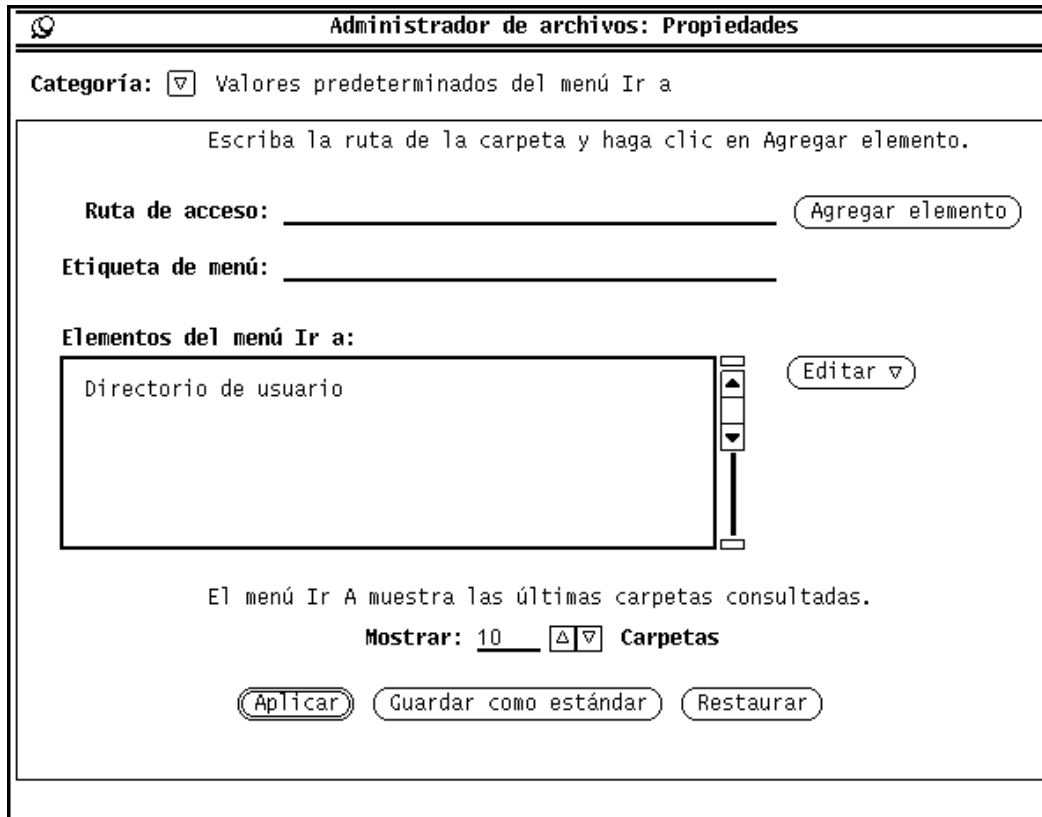 Administrador de archivos: Propiedades
Categoría: Valores predeterminados del menú Ir a
Escriba la ruta de la carpeta y haga clic en Agregar elemento.
Ruta de acceso: Agregar elemento
Etiqueta de menú:
Elementos del menú Ir a:
Directorio de usuario
Editar
El menú Ir A muestra las últimas carpetas consultadas.
Mostrar: 10 Carpetas
Aplicar Guardar como estándar Restaurar